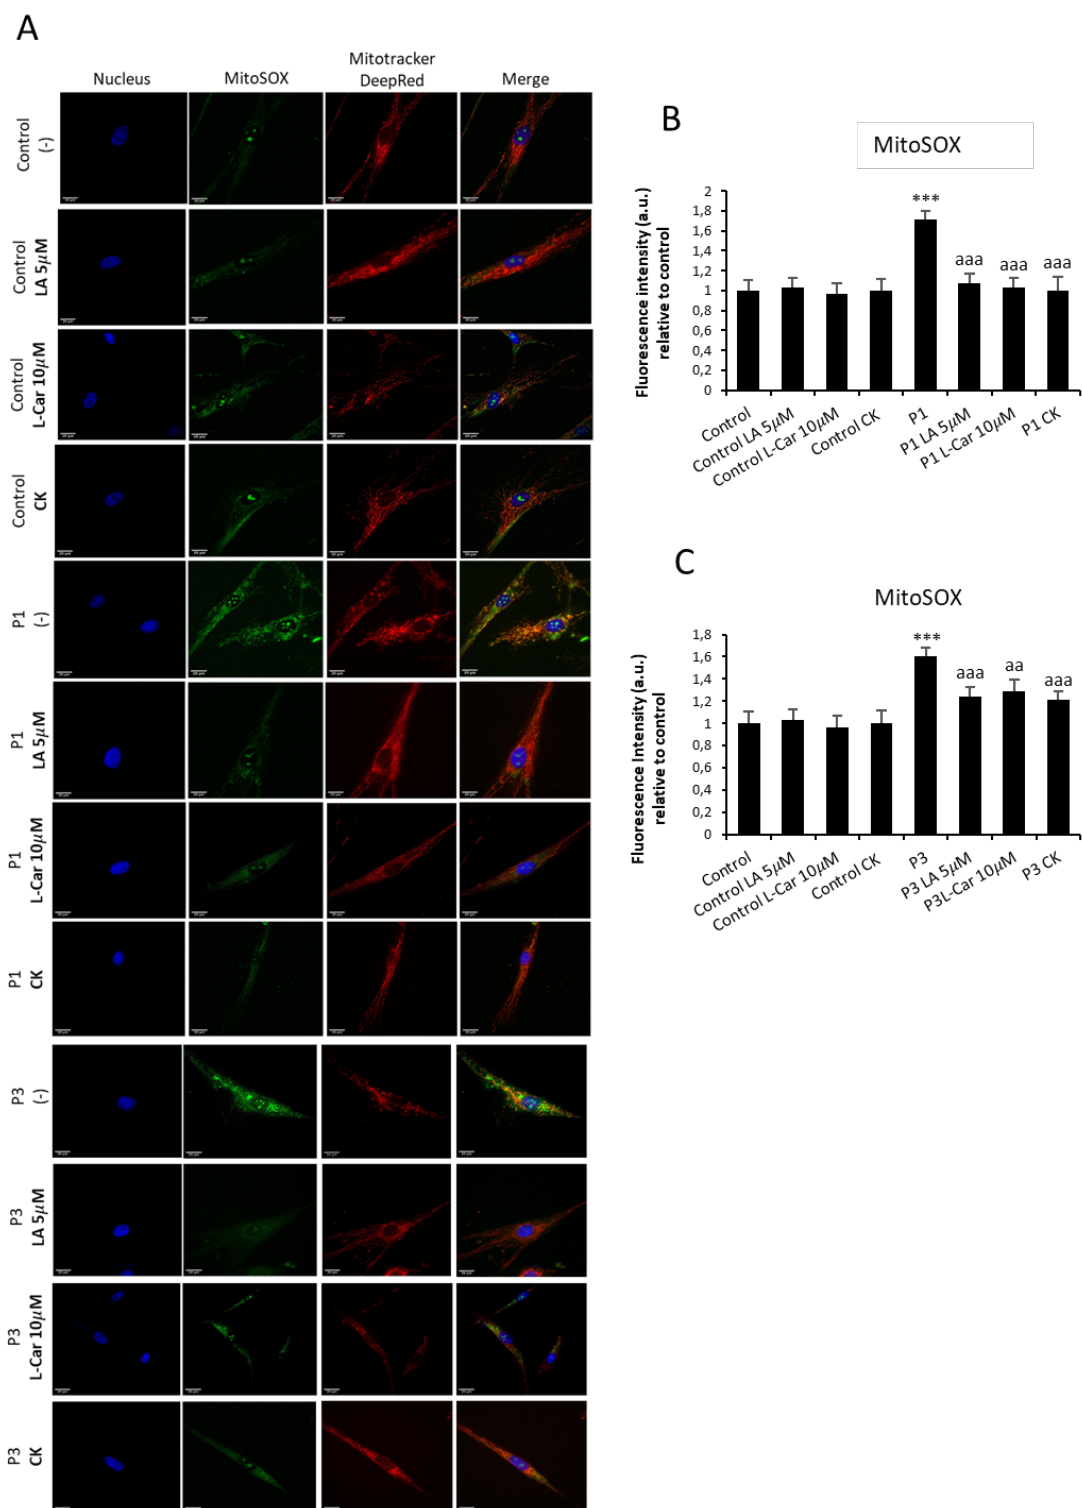 A
Nucleus
MitoSOX
Mitotracker
DeepRed
Merge
Control
(-)
Control
LA 5µM
Control
L-Car 10µM
Control
CK
P1
(-)
P1
LA 5µM
P1
L-Car 10µM
P1
CK
P3
(-)
P3
LA 5µM
P3
L-Car 10µM
P3
CK
B
MitoSOX
Fluorescence intensity (a.u.)
relative to control
2
1,8
1,6
1,4
1,2
1
0,8
0,6
0,4
0,2
0
***
aaa
aaa
aaa
Control
Control LA 5µM
Control L-Car 10µM
Control CK
P1
P1 LA 5µM
P1 L-Car 10µM
P1 CK
C
MitoSOX
Fluorescence Intensity (a.u.)
relative to control
1,8
1,6
1,4
1,2
1
0,8
0,6
0,4
0,2
0
***
aaa
aa
aaa
Control
Control LA 5µM
Control L-Car 10µM
Control CK
P3
P3 LA 5µM
P3L-Car 10µM
P3 CK